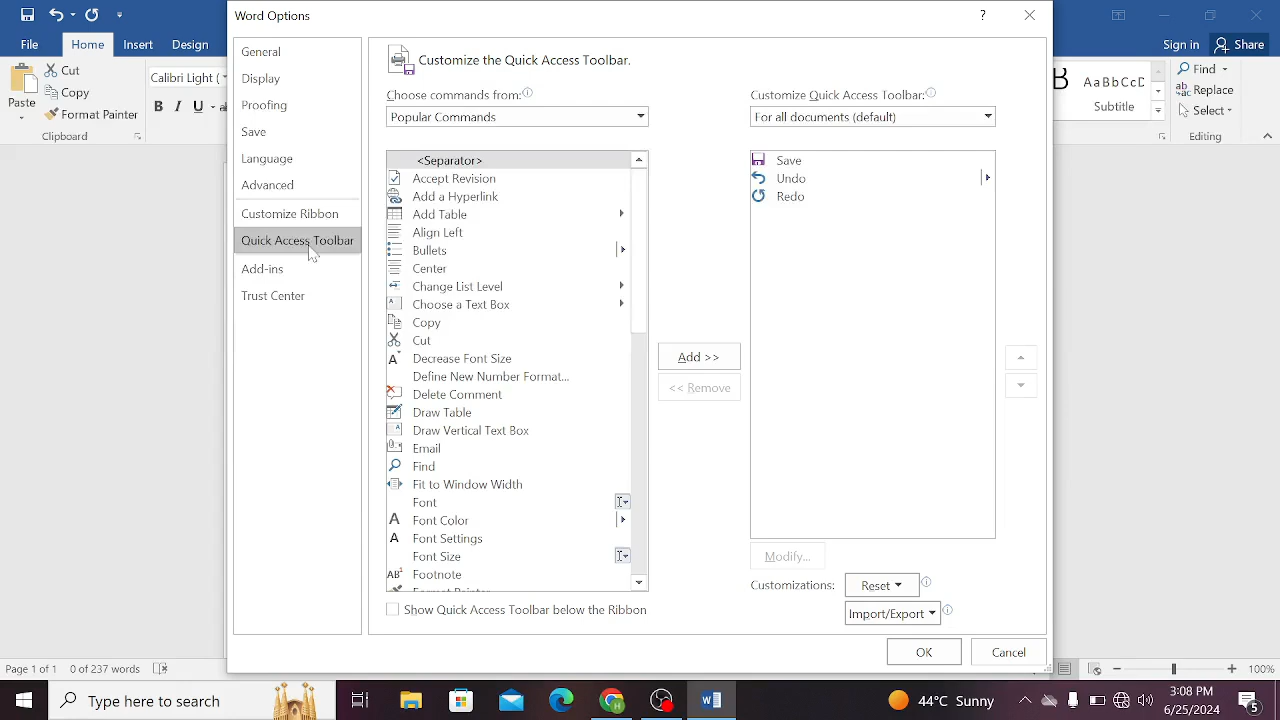 Word Options
?
File
Home
Insert
Design
Sign in
Share
Paste
Cut
Copy
Format Painter
Clipboard
Calibri Light (
B I U
AaBbCcD
Subtitle
Find
Replace
Select
Editing
General
Display
Proofing
Save
Language
Advanced
Customize Ribbon
Quick Access Toolbar
Add-ins
Trust Center
Customize the Quick Access Toolbar.
Choose commands from:
Popular Commands
<Separator>
Accept Revision
Add a Hyperlink
Add Table
Align Left
Bullets
Center
Change List Level
Choose a Text Box
Copy
Cut
Decrease Font Size
Define New Number Format...
Delete Comment
Draw Table
Draw Vertical Text Box
Email
Find
Fit to Window Width
Font
Font Color
Font Settings
Font Size
Footnote
Format Painter
Show Quick Access Toolbar below the Ribbon
Add >>
<< Remove
Customize Quick Access Toolbar:
For all documents (default)
Save
Undo
Redo
Modify...
Customizations:
Reset
Import/Export
OK
Cancel
Page 1 of 1
0 of 237 words
100%
Type here to search
44°C Sunny
3:08 PM
6/25/2024
5